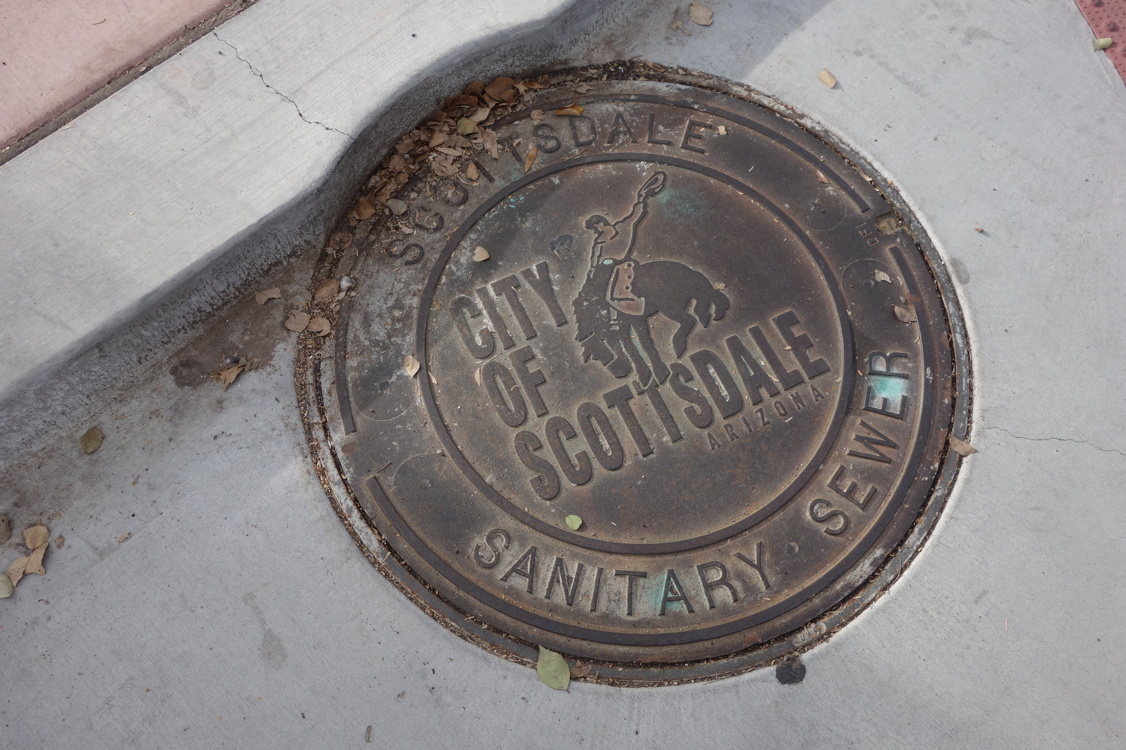 SCOTTSDALE
CITY
OF
SCOTTSDALE
ARIZONA
SANITARY SEWER